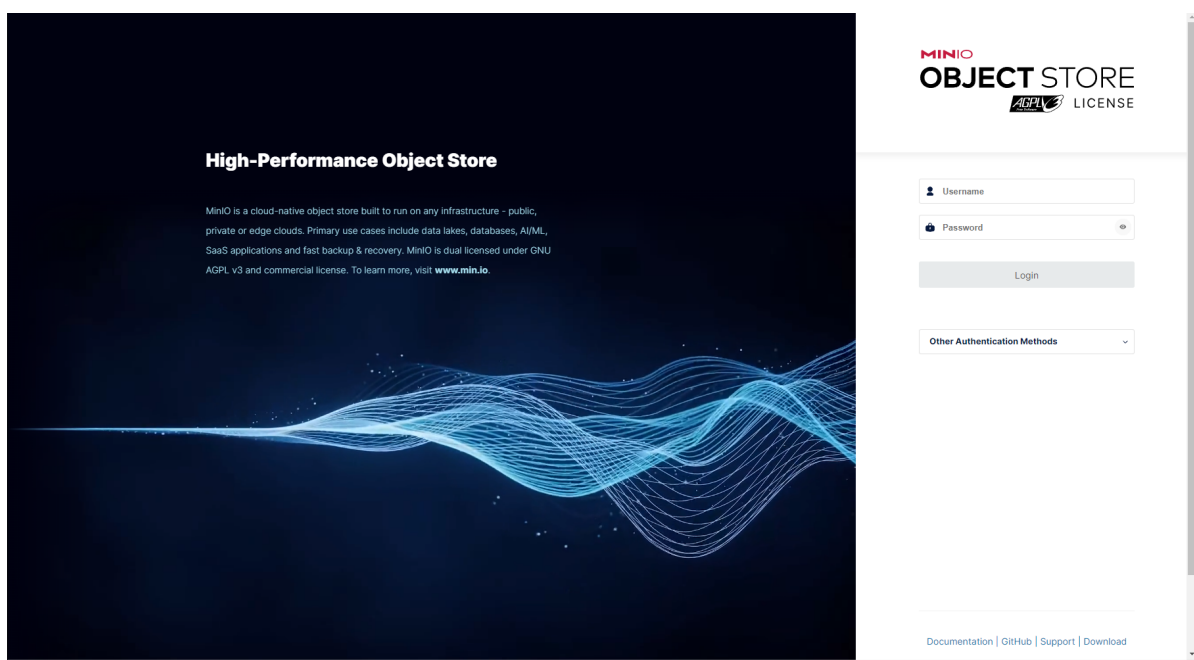 High-Performance Object Store
MinIO is a cloud-native object store built to run on any infrastructure - public,
private or edge clouds. Primary use cases include data lakes, databases, AI/ML,
SaaS applications and fast backup & recovery. MinIO is dual licensed under GNU
AGPL v3 and commercial license. To learn more, visit www.min.io.
MINIO
OBJECT STORE
AGPLv3 LICENSE
Username
Password
Login
Other Authentication Methods
Documentation | GitHub | Support | Download